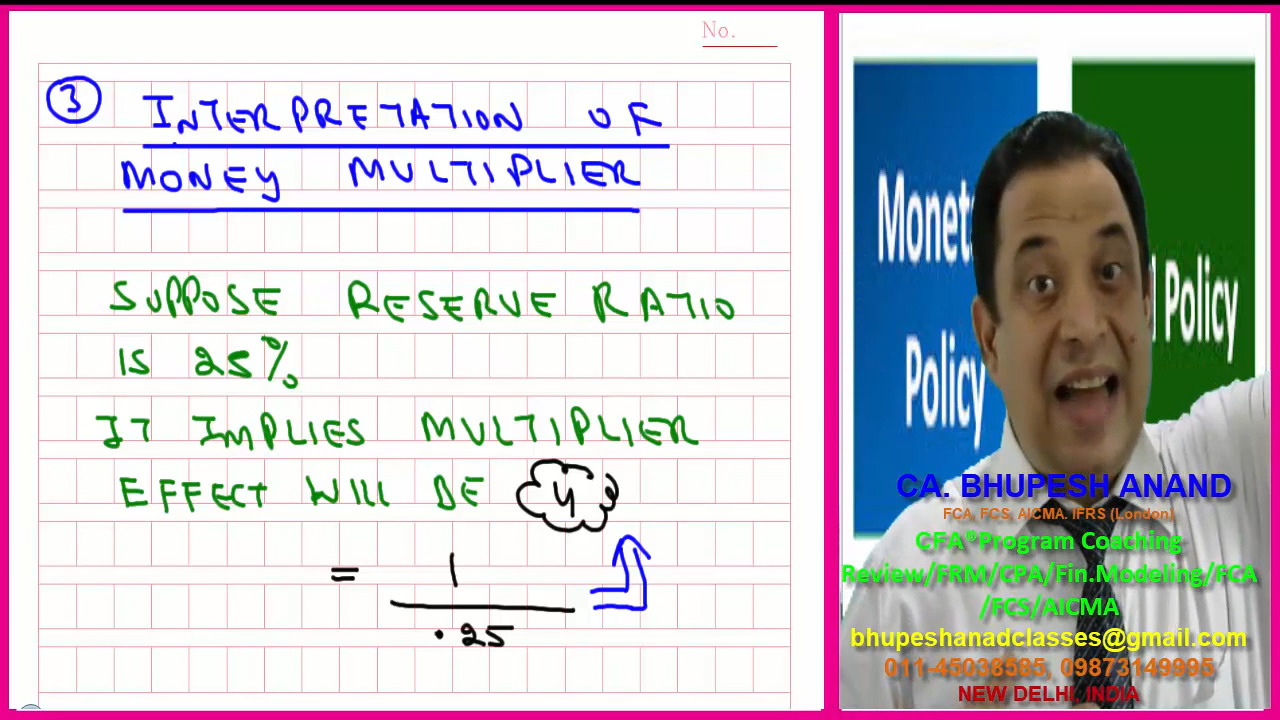 No.
3 INTERPRETATION OF
MONEY MULTIPLIER
SUPPOSE RESERVE RATIO
IS 25%
IT IMPLIES MULTIPLIER
EFFECT WILL BE 4
= 1
.25
Moneta
Policy
l Policy
CA. BHUPESH ANAND
FCA, FCS, AICMA. IFRS (London)
CFA®Program Coaching
Review/FRM/CPA/Fin.Modeling/FCA
/FCS/AICMA
bhupeshanadclasses@gmail.com
011-45038585, 09873149995
NEW DELHI, INDIA